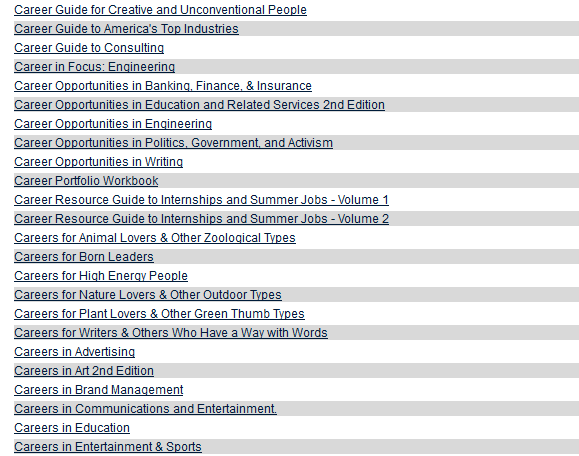 Career Guide for Creative and Unconventional People
Career Guide to America's Top Industries
Career Guide to Consulting
Career in Focus: Engineering
Career Opportunities in Banking, Finance, & Insurance
Career Opportunities in Education and Related Services 2nd Edition
Career Opportunities in Engineering
Career Opportunities in Politics, Government, and Activism
Career Opportunities in Writing
Career Portfolio Workbook
Career Resource Guide to Internships and Summer Jobs - Volume 1
Career Resource Guide to Internships and Summer Jobs - Volume 2
Careers for Animal Lovers & Other Zoological Types
Careers for Born Leaders
Careers for High Energy People
Careers for Nature Lovers & Other Outdoor Types
Careers for Plant Lovers & Other Green Thumb Types
Careers for Writers & Others Who Have a Way with Words
Careers in Advertising
Careers in Art 2nd Edition
Careers in Brand Management
Careers in Communications and Entertainment.
Careers in Education
Careers in Entertainment & Sports